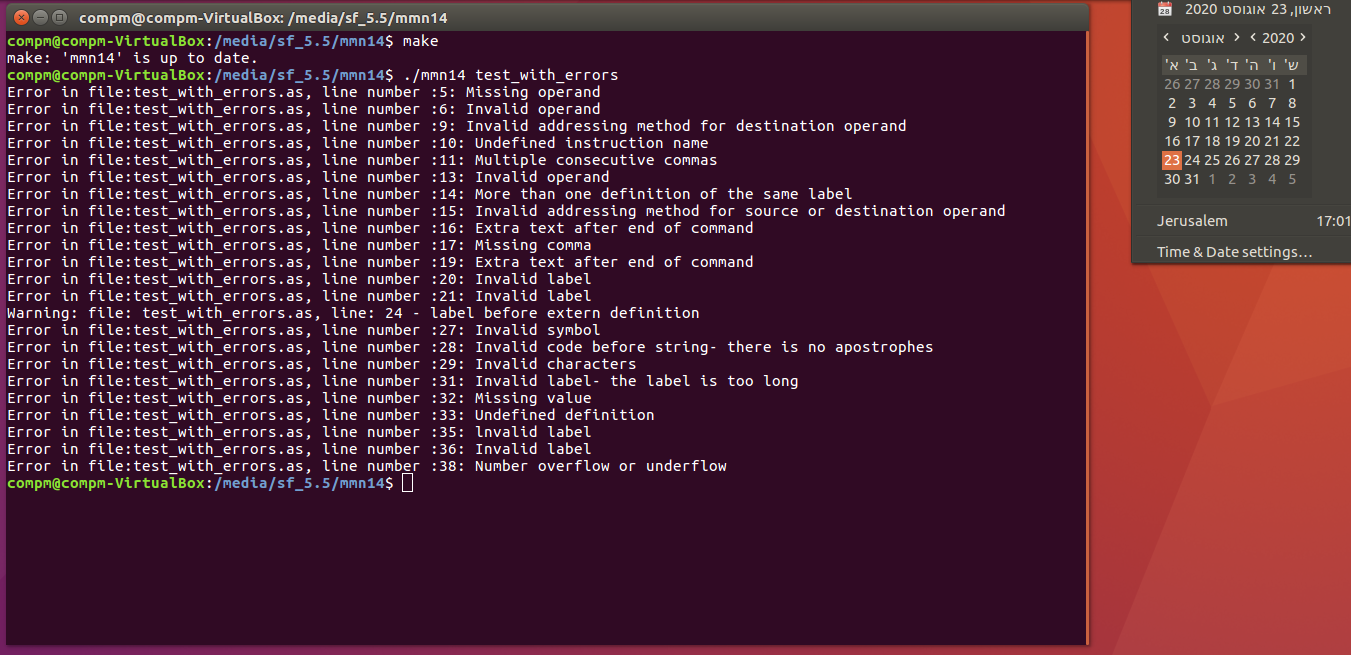 compm@compm-VirtualBox: /media/sf_5.5/mmn14
compm@compm-VirtualBox:/media/sf_5.5/mmn14$ make
make: 'mmn14' is up to date.
compm@compm-VirtualBox:/media/sf_5.5/mmn14$ ./mmn14 test_with_errors
Error in file:test_with_errors.as, line number :5: Missing operand
Error in file:test_with_errors.as, line number :6: Invalid operand
Error in file:test_with_errors.as, line number :9: Invalid addressing method for destination operand
Error in file:test_with_errors.as, line number :10: Undefined instruction name
Error in file:test_with_errors.as, line number :11: Multiple consecutive commas
Error in file:test_with_errors.as, line number :13: Invalid operand
Error in file:test_with_errors.as, line number :14: More than one definition of the same label
Error in file:test_with_errors.as, line number :15: Invalid addressing method for source or destination operand
Error in file:test_with_errors.as, line number :16: Extra text after end of command
Error in file:test_with_errors.as, line number :17: Missing comma
Error in file:test_with_errors.as, line number :19: Extra text after end of command
Error in file:test_with_errors.as, line number :20: Invalid label
Error in file:test_with_errors.as, line number :21: Invalid label
Warning: file: test_with_errors.as, line: 24 - label before extern definition
Error in file:test_with_errors.as, line number :27: Invalid symbol
Error in file:test_with_errors.as, line number :28: Invalid code before string- there is no apostrophes
Error in file:test_with_errors.as, line number :29: Invalid characters
Error in file:test_with_errors.as, line number :31: Invalid label- the label is too long
Error in file:test_with_errors.as, line number :32: Missing value
Error in file:test_with_errors.as, line number :33: Undefined definition
Error in file:test_with_errors.as, line number :35: lnvalid label
Error in file:test_with_errors.as, line number :36: Invalid label
Error in file:test_with_errors.as, line number :38: Number overflow or underflow
compm@compm-VirtualBox:/media/sf_5.5/mmn14$
28 ראשון, 23 אוגוסט 2020
אוגוסט 2020
א' ב' ג' ד' ה' ו' ש'
26 27 28 29 30 31 1
2 3 4 5 6 7 8
9 10 11 12 13 14 15
16 17 18 19 20 21 22
23 24 25 26 27 28 29
30 31 1 2 3 4 5
Jerusalem 17:01
Time & Date settings…